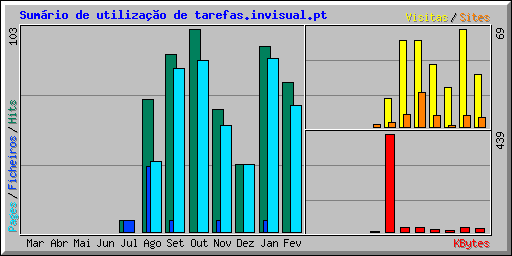 Sumário de utilização de tarefas.invisual.pt
103
Páges / Ficheiros / Hits
Visitas / Sites
69
439
Mar Abr Mai Jun Jul Ago Set Out Nov Dez Jan Fev
KBytes